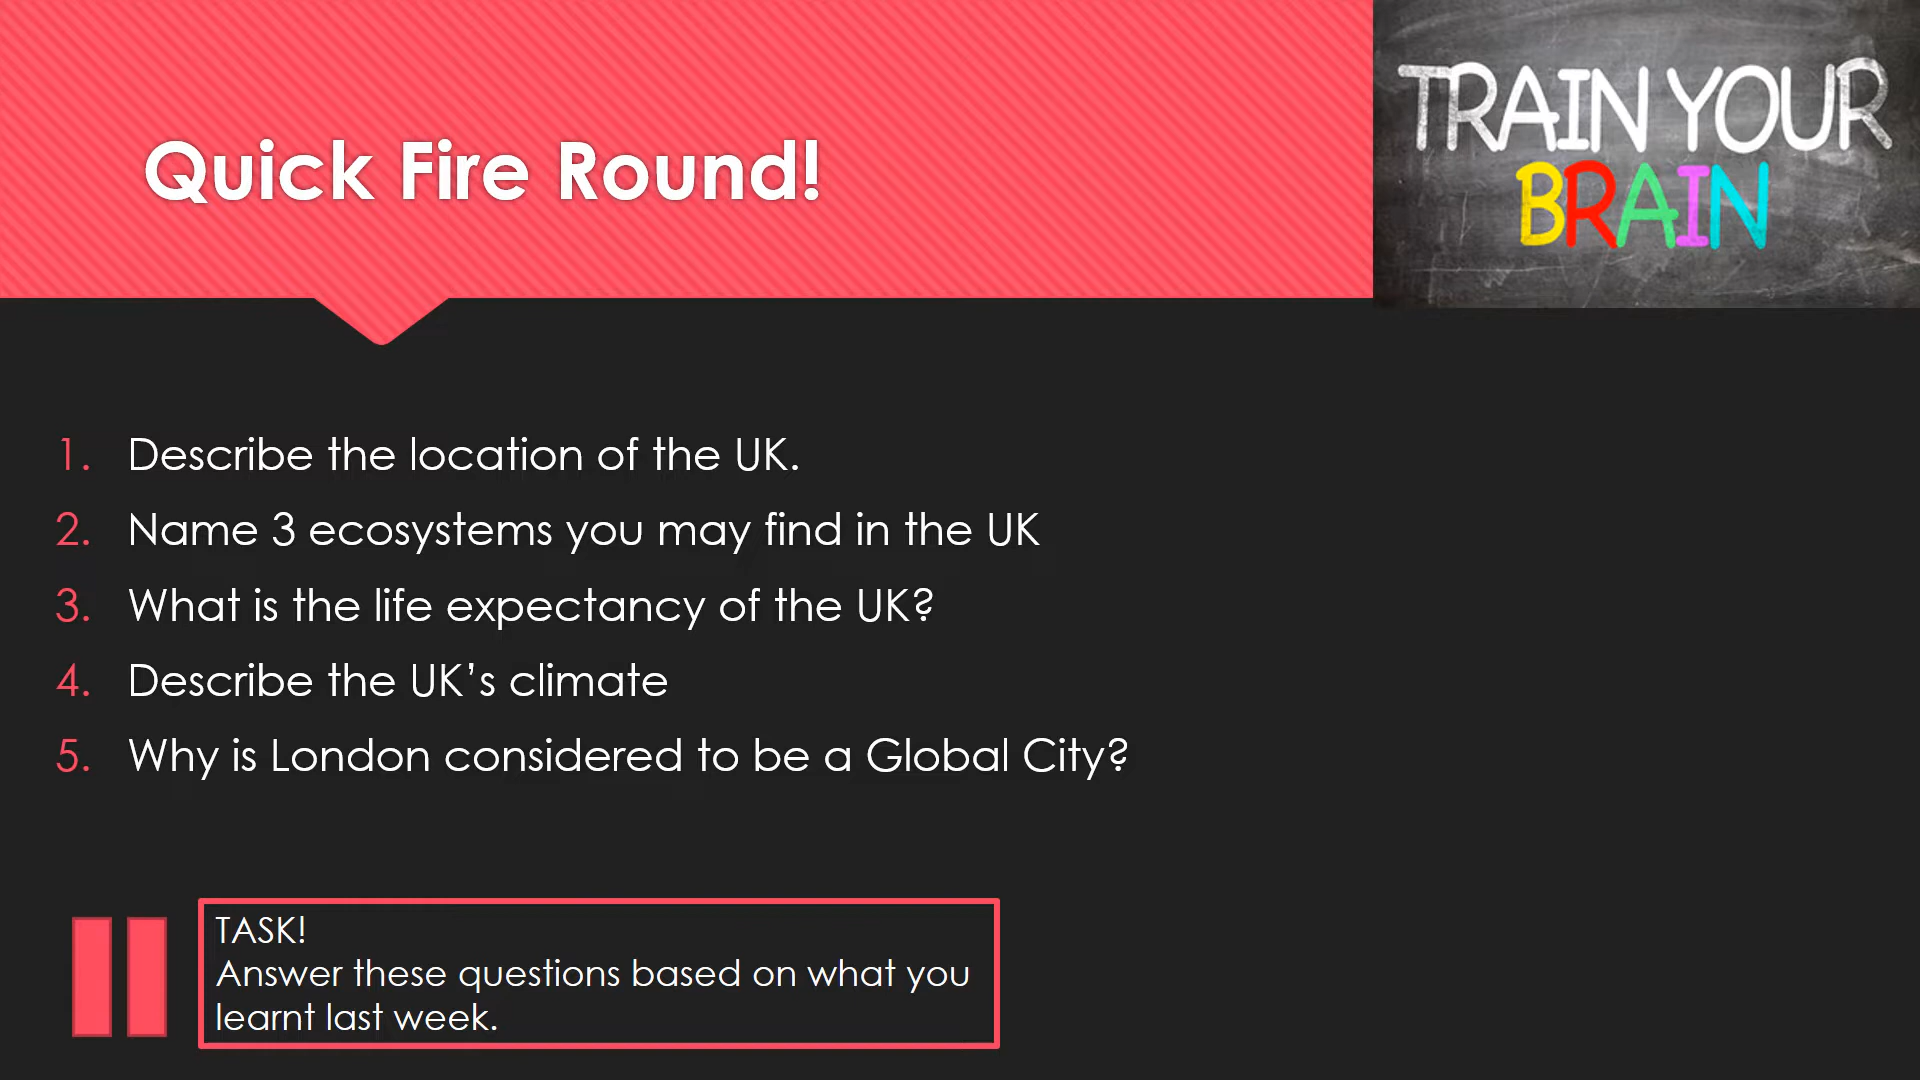 Quick Fire Round!
TRAIN YOUR
BRAIN
1. Describe the location of the UK.
2. Name 3 ecosystems you may find in the UK
3. What is the life expectancy of the UK?
4. Describe the UK’s climate
5. Why is London considered to be a Global City?
TASK!
Answer these questions based on what you
learnt last week.